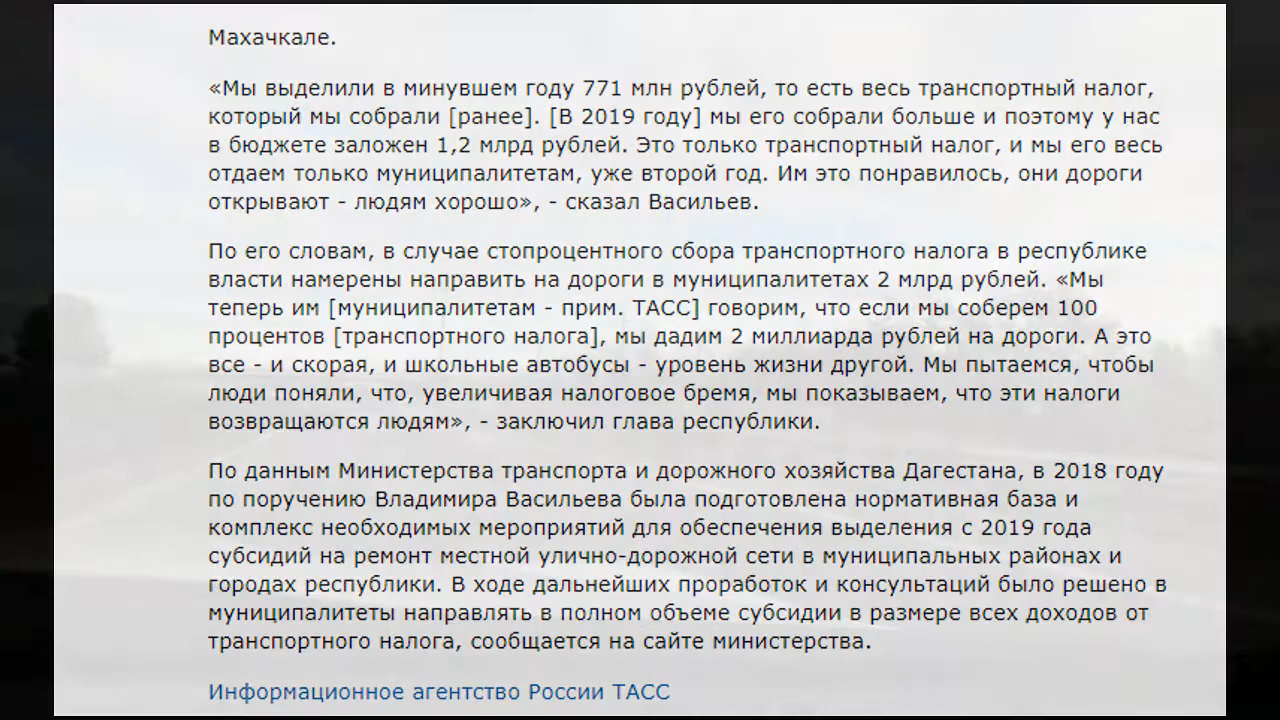 Махачкале.
«Мы выделили в минувшем году 771 млн рублей, то есть весь транспортный налог,
который мы собрали [ранее]. [В 2019 году] мы его собрали больше и поэтому у нас
в бюджете заложен 1,2 млрд рублей. Это только транспортный налог, и мы его весь
отдаем только муниципалитетам, уже второй год. Им это понравилось, они дороги
открывают - людям хорошо», - сказал Васильев.
По его словам, в случае стопроцентного сбора транспортного налога в республике
власти намерены направить на дороги в муниципалитетах 2 млрд рублей. «Мы
теперь им [муниципалитетам - прим. ТАСС] говорим, что если мы соберем 100
процентов [транспортного налога], мы дадим 2 миллиарда рублей на дороги. А это
все - и скорая, и школьные автобусы - уровень жизни другой. Мы пытаемся, чтобы
люди поняли, что, увеличивая налоговое бремя, мы показываем, что эти налоги
возвращаются людям», - заключил глава республики.
По данным Министерства транспорта и дорожного хозяйства Дагестана, в 2018 году
по поручению Владимира Васильева была подготовлена нормативная база и
комплекс необходимых мероприятий для обеспечения выделения с 2019 года
субсидий на ремонт местной улично-дорожной сети в муниципальных районах и
городах республики. В ходе дальнейших проработок и консультаций было решено в
муниципалитеты направлять в полном объеме субсидии в размере всех доходов от
транспортного налога, сообщается на сайте министерства.
Информационное агентство России ТАСС